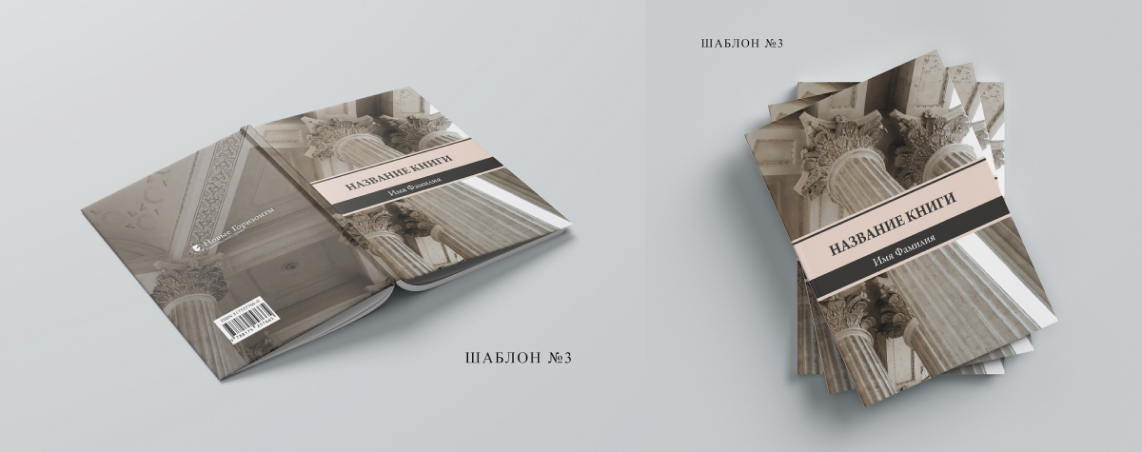 НАЗВАНИЕ КНИГИ
Имя Фамилия
Новые Горизонты
ШАБЛОН №3
ШАБЛОН №3
НАЗВАНИЕ КНИГИ
Имя Фамилия